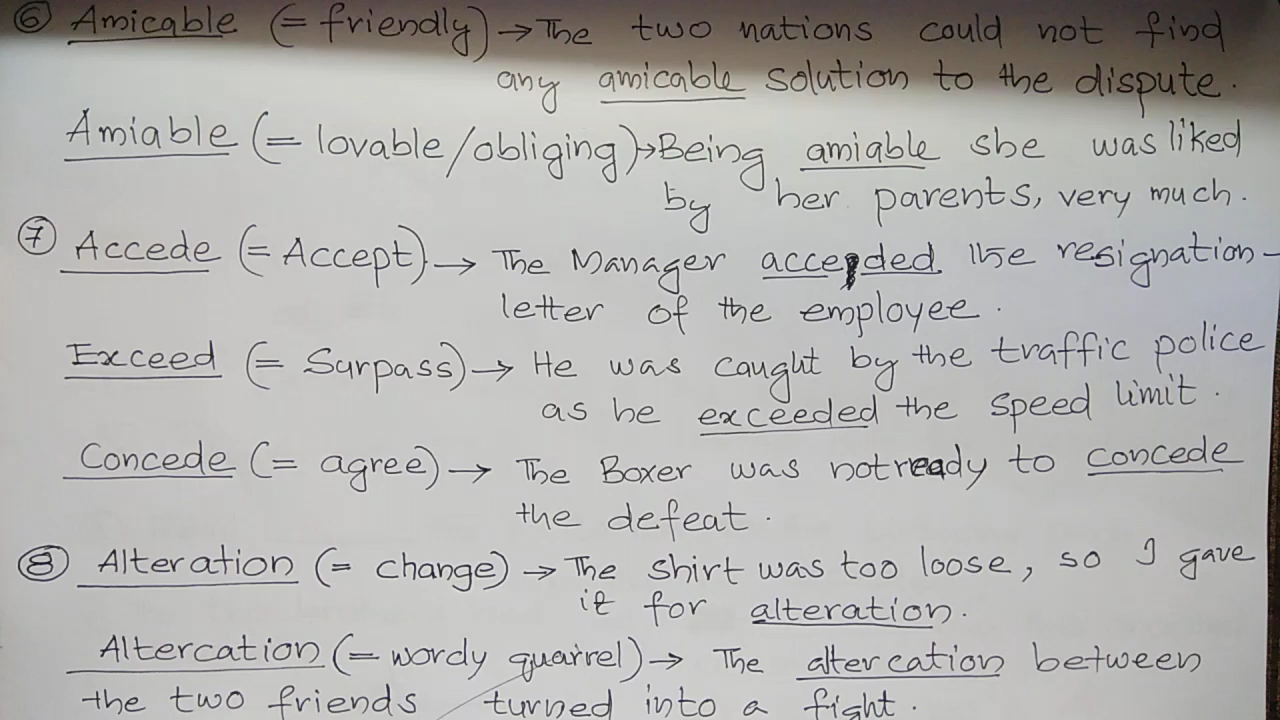 ⑥ Amicable (= friendly) → The two nations could not find
any amicable solution to the dispute.
Amiable (= lovable/obliging) → Being amiable she was liked
by her parents, very much.
⑦ Accede (= Accept) → The Manager acceded the resignation-
letter of the employee.
Exceed (= Surpass) → He was caught by the traffic police
as he exceeded the speed limit.
Concede (= agree) → The Boxer was not ready to concede
the defeat.
⑧ Alteration (= change) → The shirt was too loose, so I gave
it for alteration.
Altercation (= wordy quarrel) → The altercation between
the two friends turned into a fight.